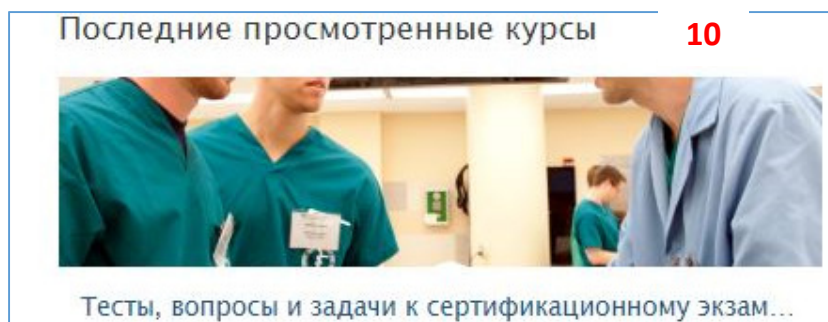 Последние просмотренные курсы
10
Тесты, вопросы и задачи к сертификационному экзам...